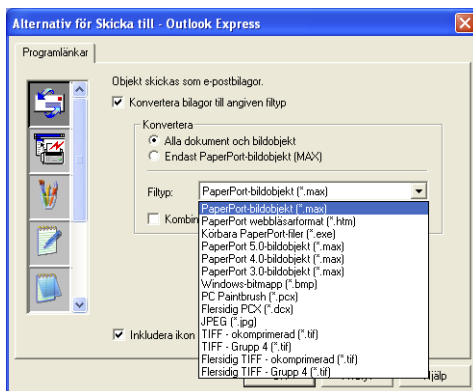 Alternativ för Skicka till - Outlook Express
Programlänkar
Objekt skickas som e-postbilagor.
Konvertera bilagor till angiven filtyp
Konvertera
Alla dokument och bildobjekt
Endast PaperPort-bildobjekt (MAX)
Filtyp: PaperPort-bildobjekt (*.max)
PaperPort-bildobjekt (*.max)
PaperPort webbläsarformat (*.htm)
Körbara PaperPort-filer (*.exe)
PaperPort 5.0-bildobjekt (*.max)
PaperPort 4.0-bildobjekt (*.max)
PaperPort 3.0-bildobjekt (*.max)
Windows-bitmapp (*.bmp)
PC Paintbrush (*.pcx)
Flersidig PCX (*.dcx)
JPEG (*.jpg)
TIFF - okomprimerad (*.tif)
TIFF - Grupp 4 (*.tif)
Flersidig TIFF - okomprimerad (*.tif)
Flersidig TIFF - Grupp 4 (*.tif)
Inkludera ikon